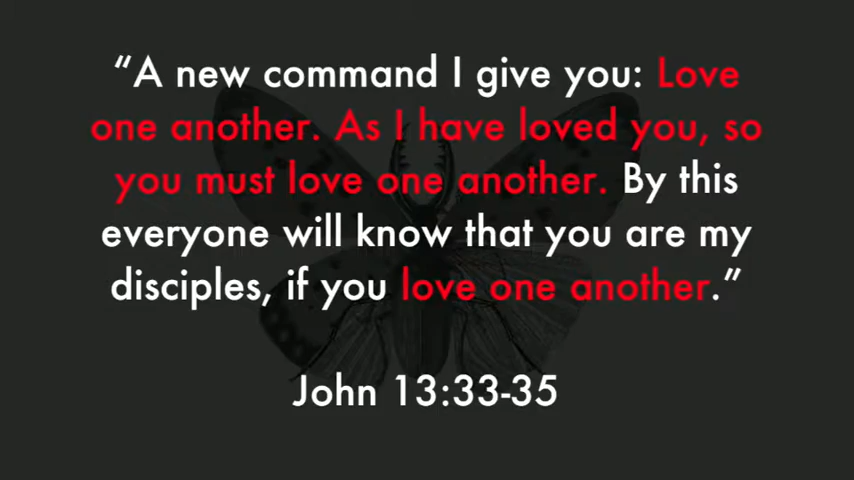 “A new command I give you: Love
one another. As I have loved you, so
you must love one another. By this
everyone will know that you are my
disciples, if you love one another.”
John 13:33-35